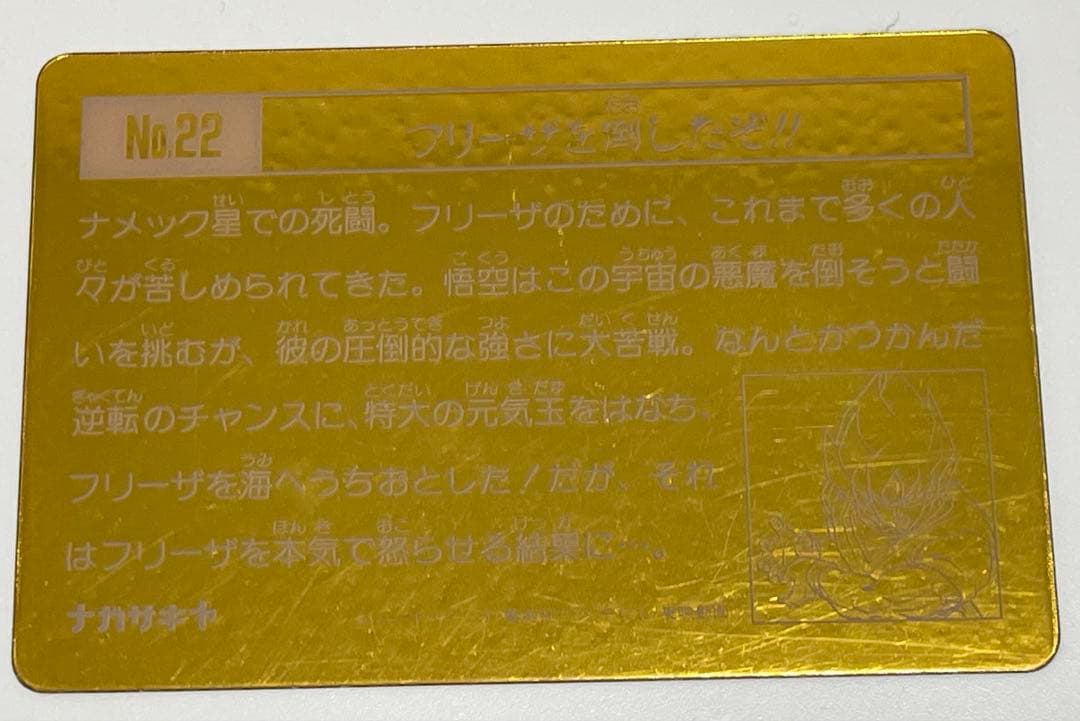 No.22
フリーザを倒したぞ!!
ナメック星での死闘。フリーザのために、これまで多くの人
々が苦しめられてきた。悟空はこの宇宙の悪魔を倒そうと闘
いを挑むが、彼の圧倒的な強さに大苦戦。なんとかつかんだ
逆転のチャンスに、特大の元気玉をはなち、
フリーザを海へうちおとした!だが、それ
はフリーザを本気で怒らせる結果に…。
ナガサキヤ
東映動画